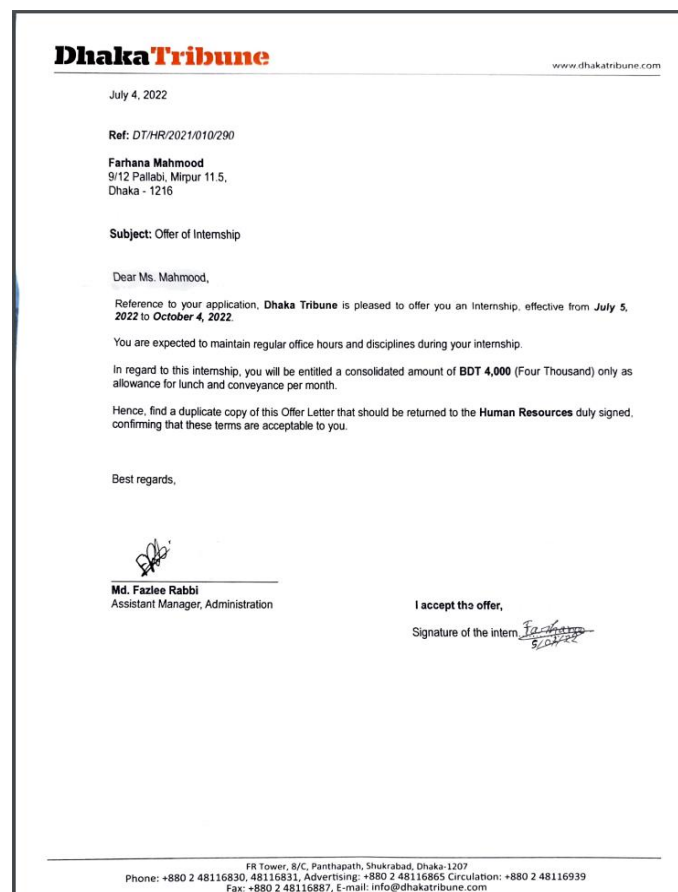 DhakaTribune
www.dhakatribune.com
July 4, 2022
Ref: DT/HR/2021/010/290
Farhana Mahmood
9/12 Pallabi, Mirpur 11.5,
Dhaka - 1216
Subject: Offer of Internship
Dear Ms. Mahmood,
Reference to your application, Dhaka Tribune is pleased to offer you an Internship, effective from July 5,
2022 to October 4, 2022.
You are expected to maintain regular office hours and disciplines during your internship.
In regard to this internship, you will be entitled a consolidated amount of BDT 4,000 (Four Thousand) only as
allowance for lunch and conveyance per month.
Hence, find a duplicate copy of this Offer Letter that should be returned to the Human Resources duly signed,
confirming that these terms are acceptable to you.
Best regards,
Md. Fazlee Rabbi
Assistant Manager, Administration
I accept the offer,
Signature of the intern Farhana
5/07/22
FR Tower, 8/C, Panthapath, Shukrabad, Dhaka-1207
Phone: +880 2 48116830, 48116831, Advertising: +880 2 48116865 Circulation: +880 2 48116939
Fax: +880 2 48116887, E-mail: info@dhakatribune.com